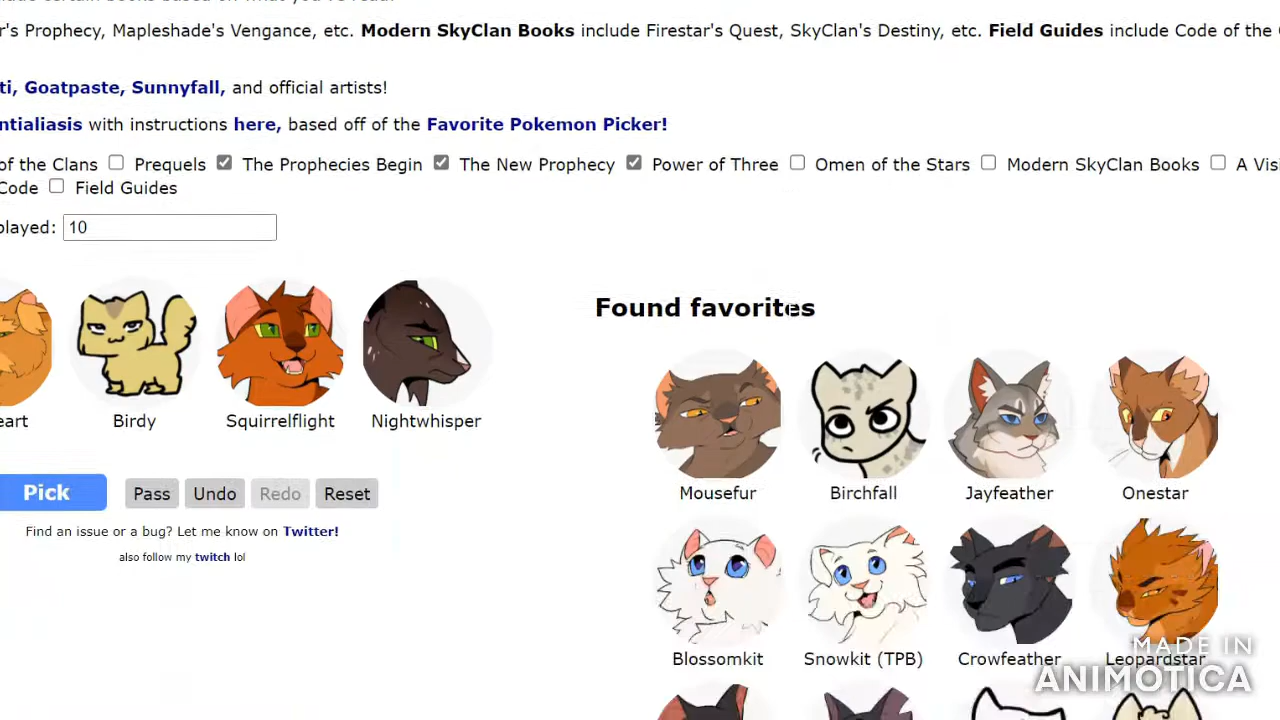 r's Prophecy, Mapleshade's Vengance, etc. Modern SkyClan Books include Firestar's Quest, SkyClan's Destiny, etc. Field Guides include Code of the
ti, Goatpaste, Sunnyfall, and official artists!
ntialiasis with instructions here, based off of the Favorite Pokemon Picker!
of the Clans Prequels The Prophecies Begin The New Prophecy Power of Three Omen of the Stars Modern SkyClan Books A Vis
Code Field Guides
played: 10
Found favorites
eart Birdy Squirrelflight Nightwhisper
Mousefur Birchfall Jayfeather Onestar
Pick Pass Undo Redo Reset
Find an issue or a bug? Let me know on Twitter!
also follow my twitch lol
Blossomkit Snowkit (TPB) Crowfeather Leopardstar
MADE IN
ANIMOTICA